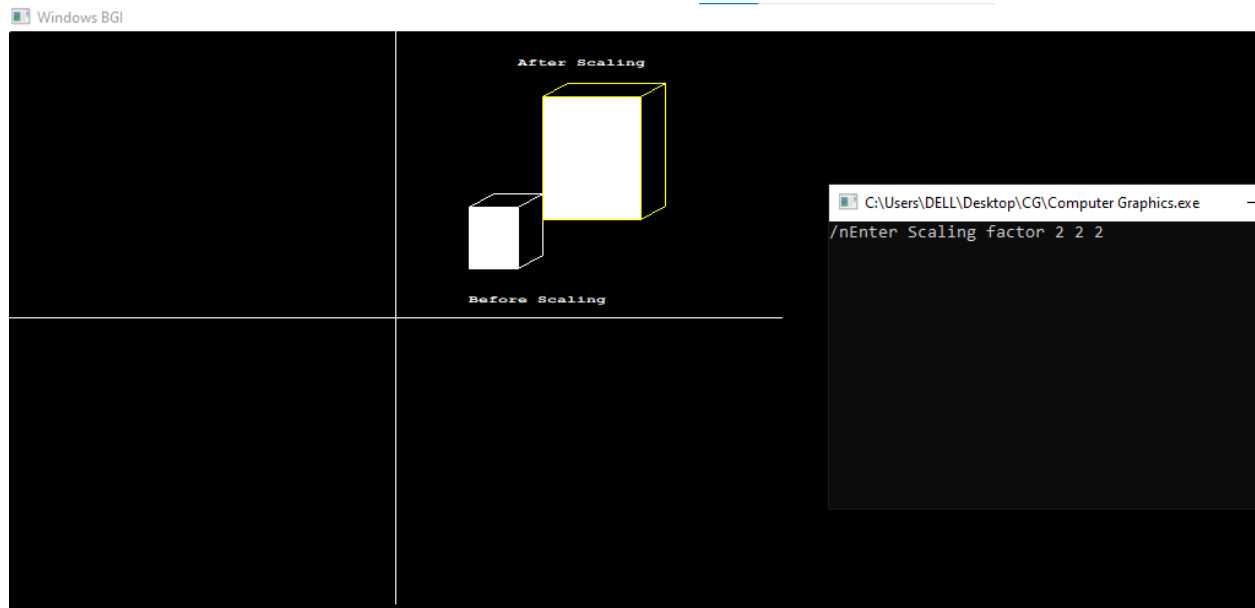 Windows BGI
After Scaling
Before Scaling
C:\Users\DELL\Desktop\CG\Computer Graphics.exe
/nEnter Scaling factor 2 2 2